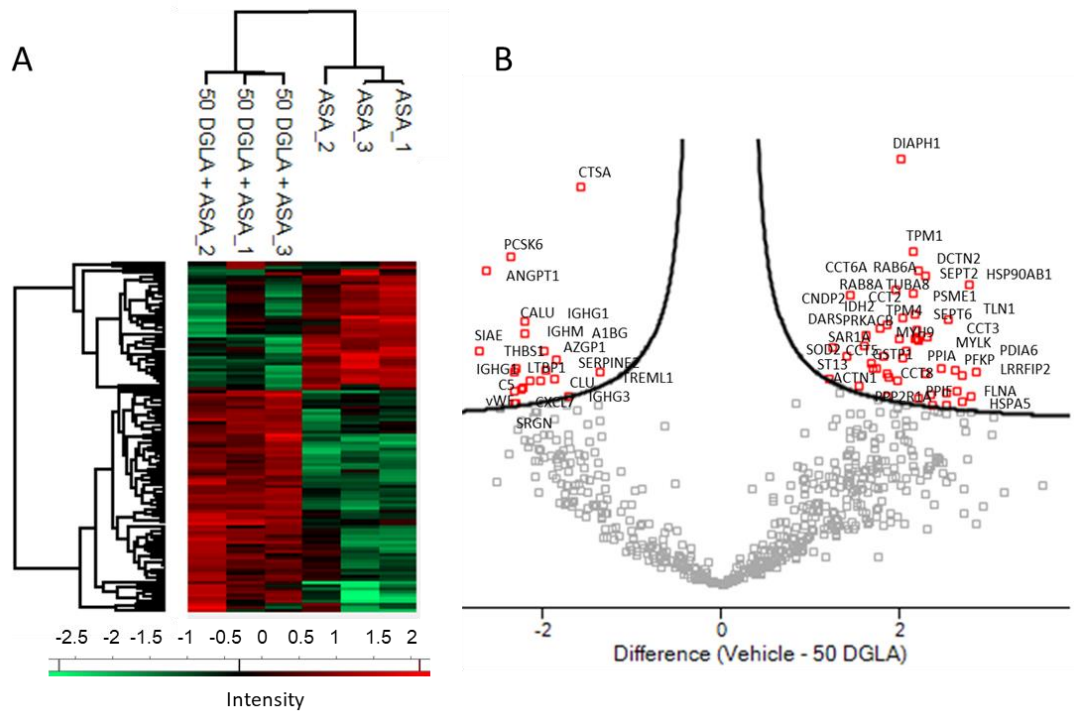 A
50 DGLA + ASA_2
50 DGLA + ASA_1
50 DGLA + ASA_3
ASA_2
ASA_3
ASA_1
-2.5 -2 -1.5 -1 -0.5 0 0.5 1 1.5 2
Intensity
B
DIAPH1
CTSA
TPM1
PCSK6
DCTN2
CCT6A RAB6A
SEPT2 HSP90AB1
ANGPT1
RAB8A TUBA8
CNDP2 CCT2 PSME1
IDH2 TPM4 SEPT6 TLN1
CALU IGHG1
DARS PRKACB
SIAE IGHM A1BG
SAR1A MYH9 CCT3
MYLK
THBS1 AZGP1
SOD2 CCT5 GSTP1 PPIA PDIA6
SERPINE2
ST13 PFKP
IGHG1 LTBP1 TREML1
CCT8 LRRFIP2
C5 CLU
ACTN1
PPIF FLNA
vWF CXCL7 IGHG3
PPP2R1A HSPA5
SRGN
-2 0 2
Difference (Vehicle - 50 DGLA)